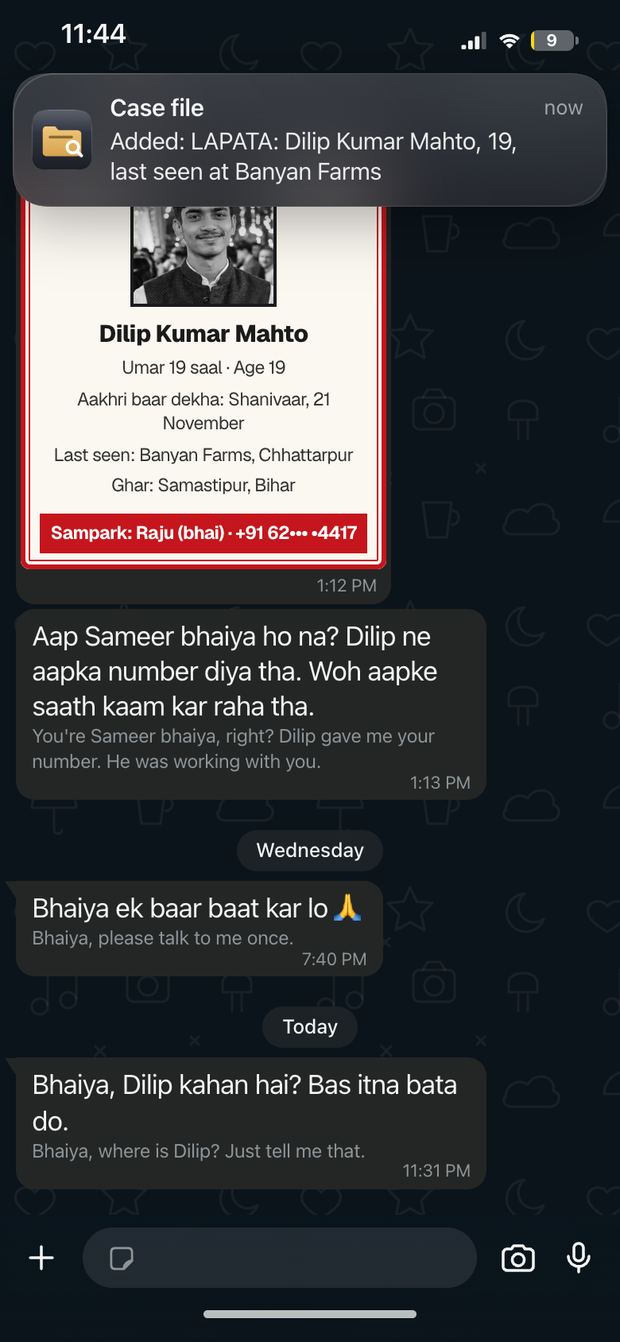 11:44
9
Case file
now
Added: LAPATA: Dilip Kumar Mahto, 19,
last seen at Banyan Farms
Dilip Kumar Mahto
Umar 19 saal · Age 19
Aakhri baar dekha: Shanivaar, 21
November
Last seen: Banyan Farms, Chhattarpur
Ghar: Samastipur, Bihar
Sampark: Raju (bhai) · +91 62••• •4417
1:12 PM
Aap Sameer bhaiya ho na? Dilip ne
aapka number diya tha. Woh aapke
saath kaam kar raha tha.
You're Sameer bhaiya, right? Dilip gave me your
number. He was working with you.
1:13 PM
Wednesday
Bhaiya ek baar baat kar lo 🙏
Bhaiya, please talk to me once.
7:40 PM
Today
Bhaiya, Dilip kahan hai? Bas itna bata
do.
Bhaiya, where is Dilip? Just tell me that.
11:31 PM